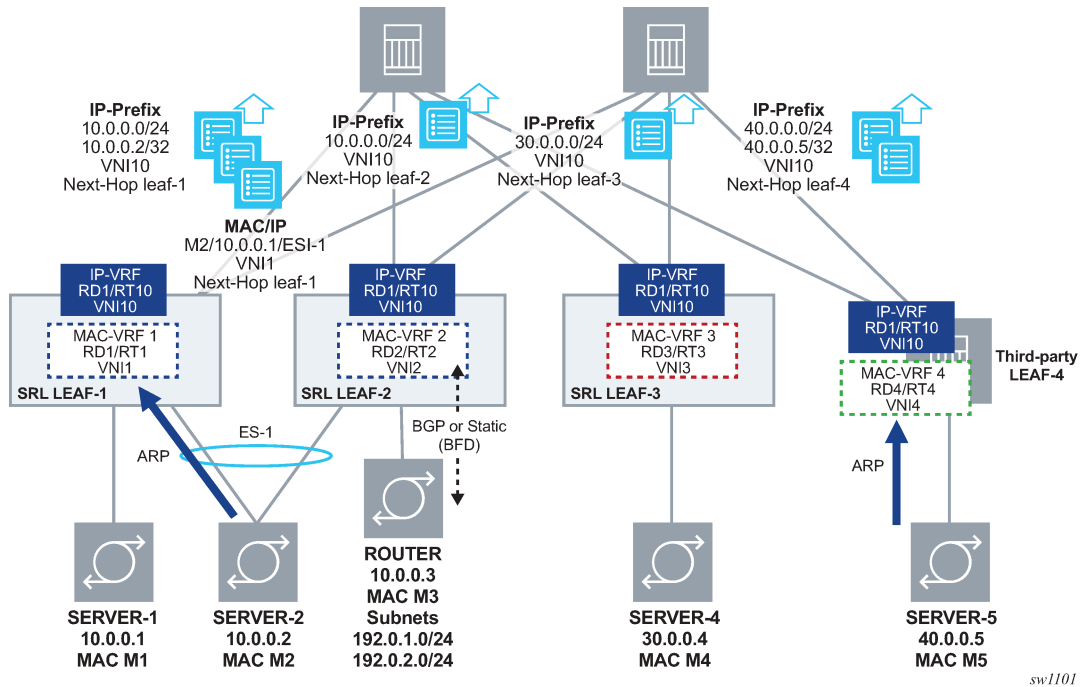 IP-Prefix
10.0.0.0/24
10.0.0.2/32
VNI10
Next-Hop leaf-1
IP-Prefix
10.0.0.0/24
VNI10
Next-Hop leaf-2
IP-Prefix
30.0.0.0/24
VNI10
Next-Hop leaf-3
IP-Prefix
40.0.0.0/24
40.0.0.5/32
VNI10
Next-Hop leaf-4
MAC/IP
M2/10.0.0.1/ESI-1
VNI1
Next-Hop leaf-1
IP-VRF
RD1/RT10
VNI10
MAC-VRF 1
RD1/RT1
VNI1
SRL LEAF-1
IP-VRF
RD1/RT10
VNI10
MAC-VRF 2
RD2/RT2
VNI2
SRL LEAF-2
IP-VRF
RD1/RT10
VNI10
MAC-VRF 3
RD3/RT3
VNI3
SRL LEAF-3
IP-VRF
RD1/RT10
VNI10
MAC-VRF 4
RD4/RT4
VNI4
Third-party
LEAF-4
ARP
ES-1
BGP or Static
(BFD)
ARP
SERVER-1
10.0.0.1
MAC M1
SERVER-2
10.0.0.2
MAC M2
ROUTER
10.0.0.3
MAC M3
Subnets
192.0.1.0/24
192.0.2.0/24
SERVER-4
30.0.0.4
MAC M4
SERVER-5
40.0.0.5
MAC M5
sw1101